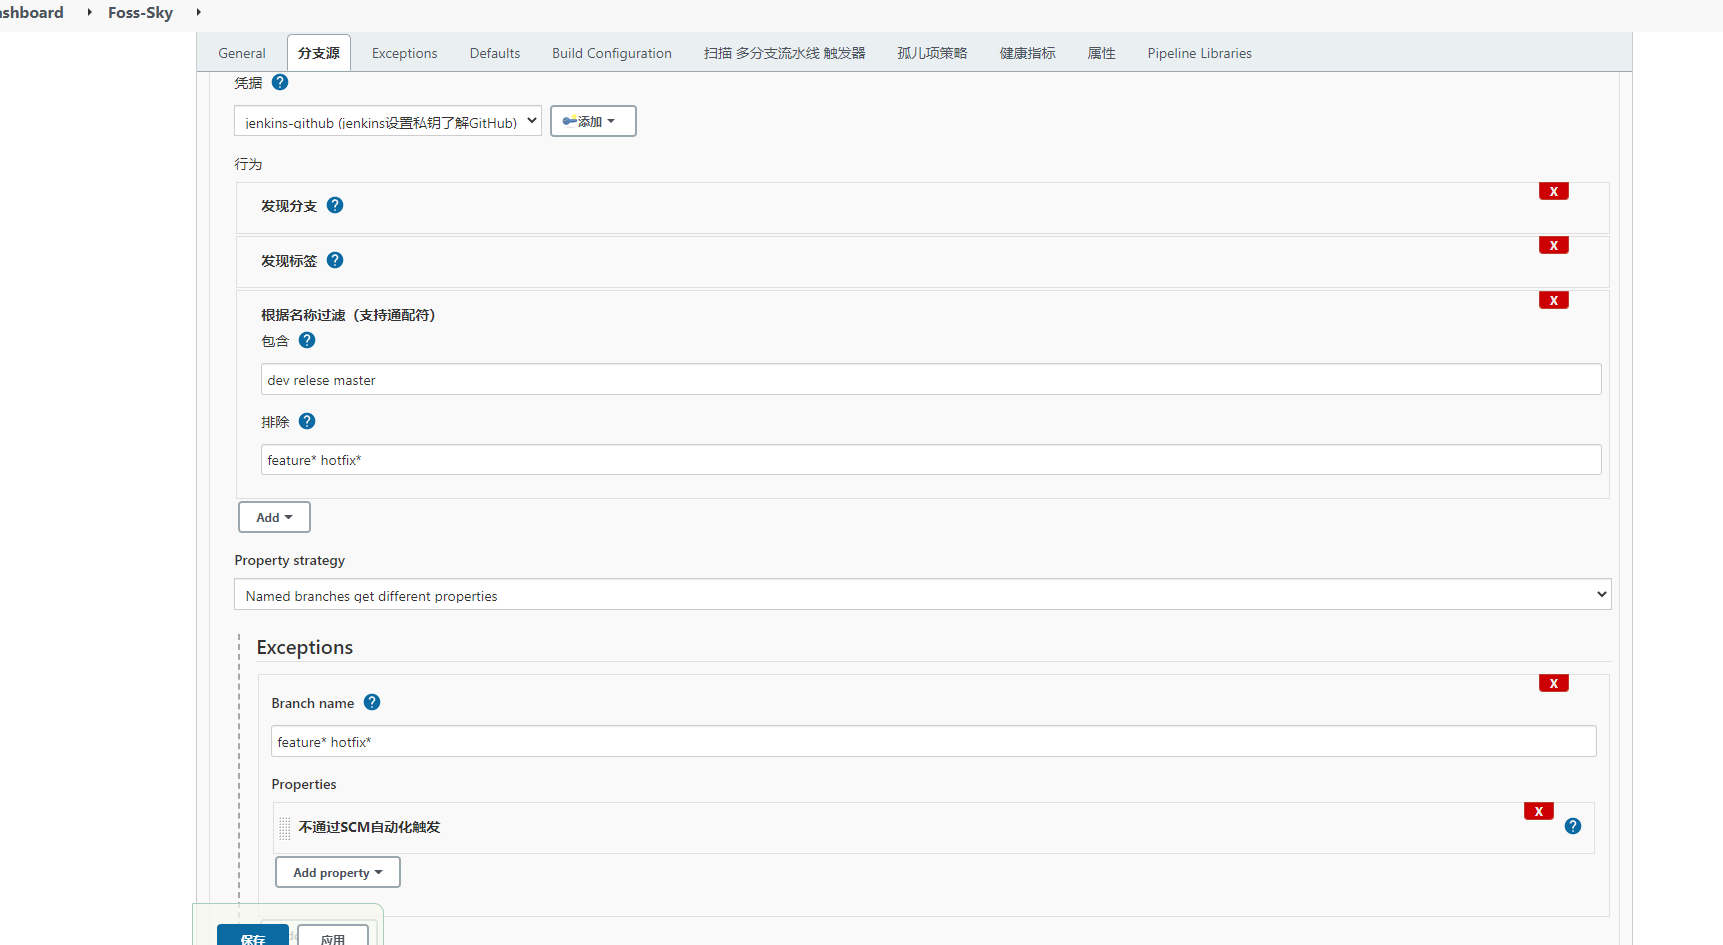 ashboard Foss-Sky
General 分支源 Exceptions Defaults Build Configuration 扫描 多分支流水线 触发器 孤儿项策略 健康指标 属性 Pipeline Libraries
凭据 ?
jenkins-github (jenkins设置私钥了解GitHub) 添加
行为
X
发现分支 ?
X
发现标签 ?
X
根据名称过滤（支持通配符）
包含 ?
dev relese master
排除 ?
feature* hotfix*
Add
Property strategy
Named branches get different properties
Exceptions
X
Branch name ?
feature* hotfix*
Properties
X
不通过SCM自动化触发 ?
Add property
保存 应用